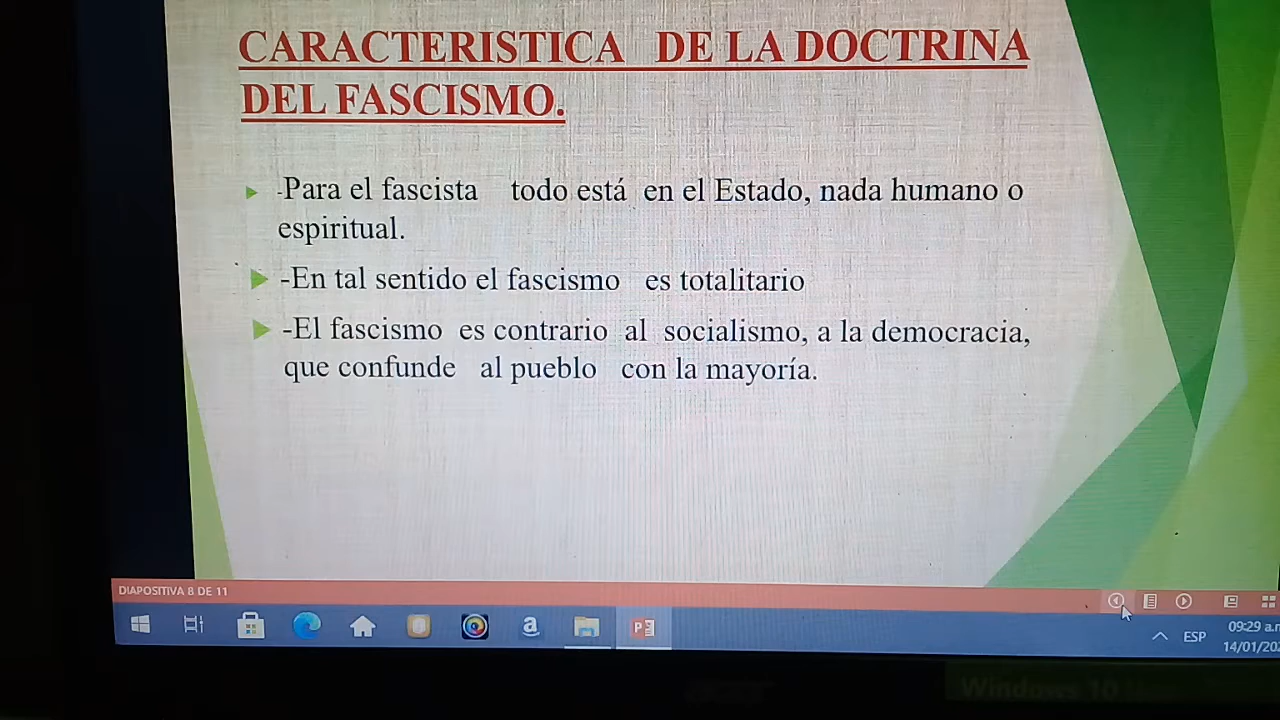 CARACTERISTICA DE LA DOCTRINA
DEL FASCISMO.
-Para el fascista todo está en el Estado, nada humano o
espiritual.
-En tal sentido el fascismo es totalitario
-El fascismo es contrario al socialismo, a la democracia,
que confunde al pueblo con la mayoría.
DIAPOSITIVA 8 DE 11
ESP
09:29 a.
14/01/20
Windows 10